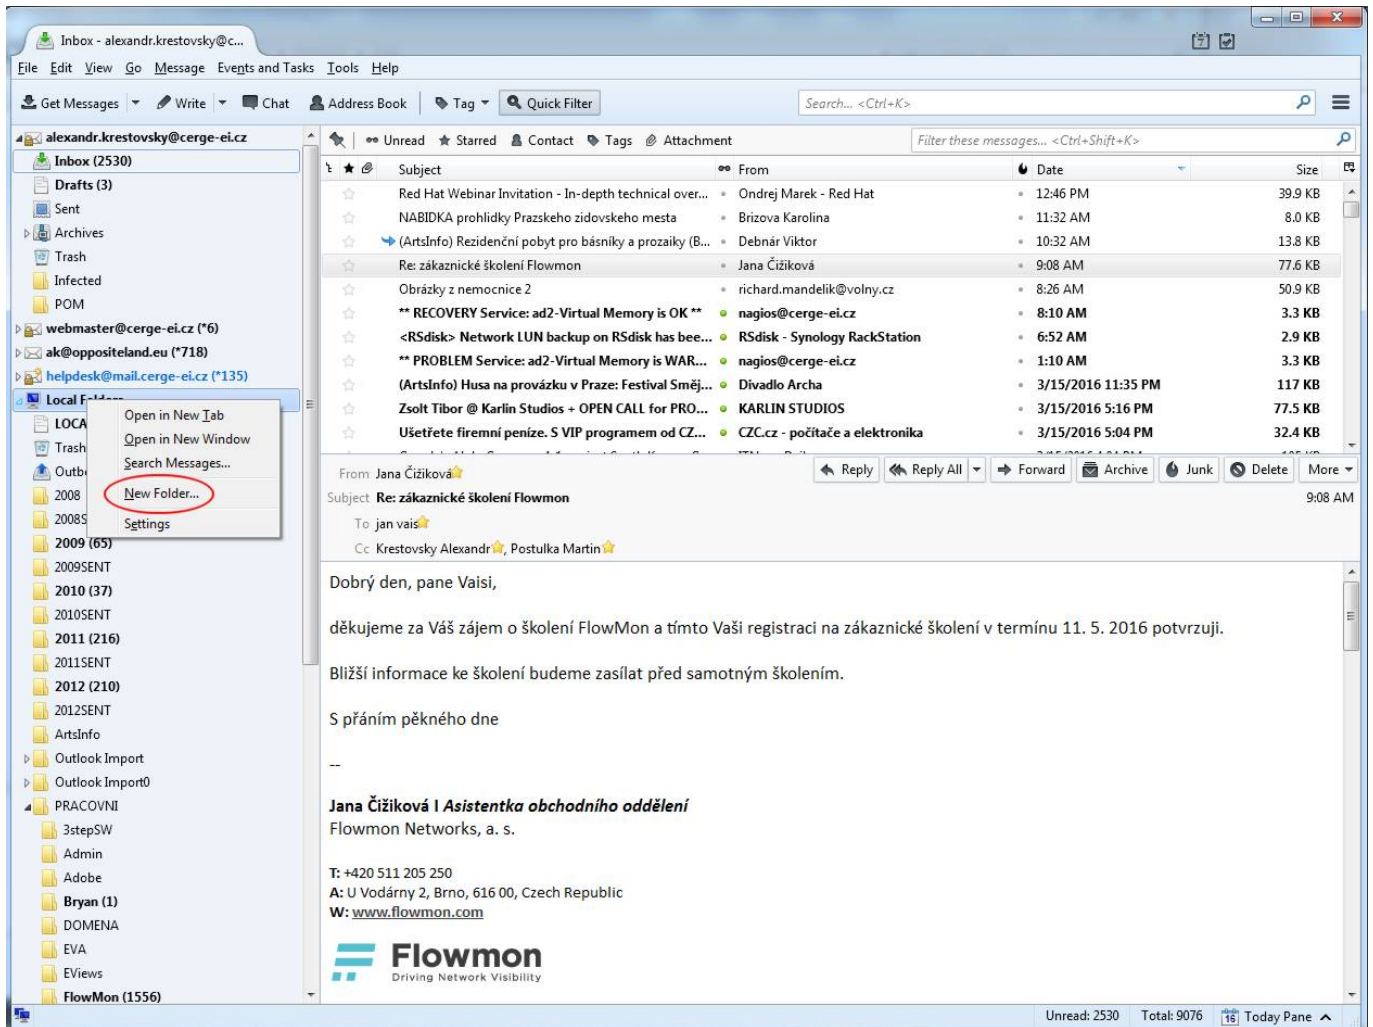 Inbox - alexandr.krestovsky@c...
File Edit View Go Message Events and Tasks Tools Help
Get Messages Write Chat Address Book Tag Quick Filter Search... <Ctrl+K>
alexandr.krestovsky@cerge-ei.cz
Inbox (2530)
Drafts (3)
Sent
Archives
Trash
Infected
POM
webmaster@cerge-ei.cz (*6)
ak@oppositeland.eu (*718)
helpdesk@mail.cerge-ei.cz (*135)
Local Folders
LOCA
Trash
Outb
2008
2008S
2009 (65)
2009SENT
2010 (37)
2010SENT
2011 (216)
2011SENT
2012 (210)
2012SENT
ArtsInfo
Outlook Import
Outlook Import0
PRACOVNI
3stepSW
Admin
Adobe
Bryan (1)
DOMENA
EVA
EViews
FlowMon (1556)
Open in New Tab
Open in New Window
Search Messages...
New Folder...
Settings
Unread Starred Contact Tags Attachment Filter these messages... <Ctrl+Shift+K>
Subject From Date Size
Red Hat Webinar Invitation - In-depth technical over... Ondrej Marek - Red Hat 12:46 PM 39.9 KB
NABIDKA prohlidky Prazskeho zidovskeho mesta Brizova Karolina 11:32 AM 8.0 KB
(ArtsInfo) Rezidenční pobyt pro básníky a prozaiky (B... Debnár Viktor 10:32 AM 13.8 KB
Re: zákaznické školení Flowmon Jana Čižiková 9:08 AM 77.6 KB
Obrázky z nemocnice 2 richard.mandelik@volny.cz 8:26 AM 50.9 KB
** RECOVERY Service: ad2-Virtual Memory is OK ** nagios@cerge-ei.cz 8:10 AM 3.3 KB
<RSdisk> Network LUN backup on RSdisk has bee... RSdisk - Synology RackStation 6:52 AM 2.9 KB
** PROBLEM Service: ad2-Virtual Memory is WAR... nagios@cerge-ei.cz 1:10 AM 3.3 KB
(ArtsInfo) Husa na provázku v Praze: Festival Směj... Divadlo Archa 3/15/2016 11:35 PM 117 KB
Zsolt Tibor @ Karlin Studios + OPEN CALL for PRO... KARLIN STUDIOS 3/15/2016 5:16 PM 77.5 KB
Ušetřete firemní peníze. S VIP programem od CZ... CZC.cz - počítače a elektronika 3/15/2016 5:04 PM 32.4 KB
From Jana Čižiková Reply Reply All Forward Archive Junk Delete More
Subject Re: zákaznické školení Flowmon 9:08 AM
To jan vais
Cc Krestovsky Alexandr, Postulka Martin
Dobrý den, pane Vaisi,
děkujeme za Váš zájem o školení FlowMon a tímto Vaši registraci na zákaznické školení v termínu 11. 5. 2016 potvrzuji.
Bližší informace ke školení budeme zasílat před samotným školením.
S přáním pěkného dne
--
Jana Čižiková I Asistentka obchodního oddělení
Flowmon Networks, a. s.
T: +420 511 205 250
A: U Vodárny 2, Brno, 616 00, Czech Republic
W: www.flowmon.com
Flowmon
Driving Network Visibility
Unread: 2530 Total: 9076 16 Today Pane